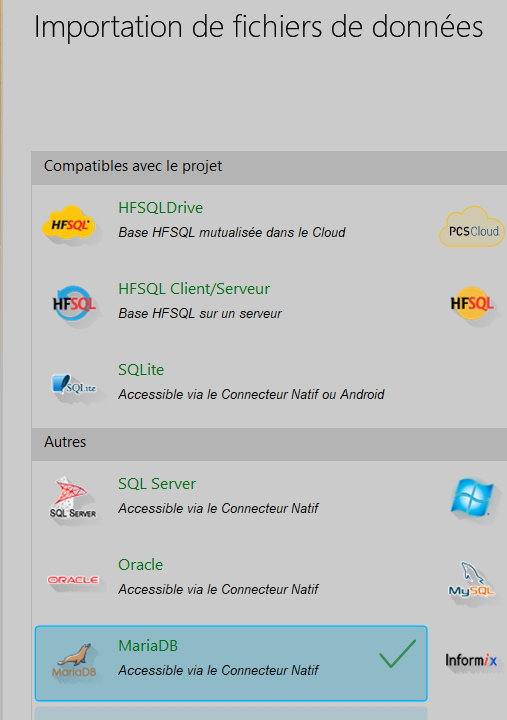 Importation de fichiers de données
Compatibles avec le projet
HFSQL
HFSQLDrive
Base HFSQL mutualisée dans le Cloud
PCSCloud
HFSQL
HFSQL Client/Serveur
Base HFSQL sur un serveur
HFSQL
SQLite
SQLite
Accessible via le Connecteur Natif ou Android
Autres
SQL SERVER
SQL Server
Accessible via le Connecteur Natif
ORACLE
Oracle
Accessible via le Connecteur Natif
MySQL
MariaDB
MariaDB
Accessible via le Connecteur Natif
Informix